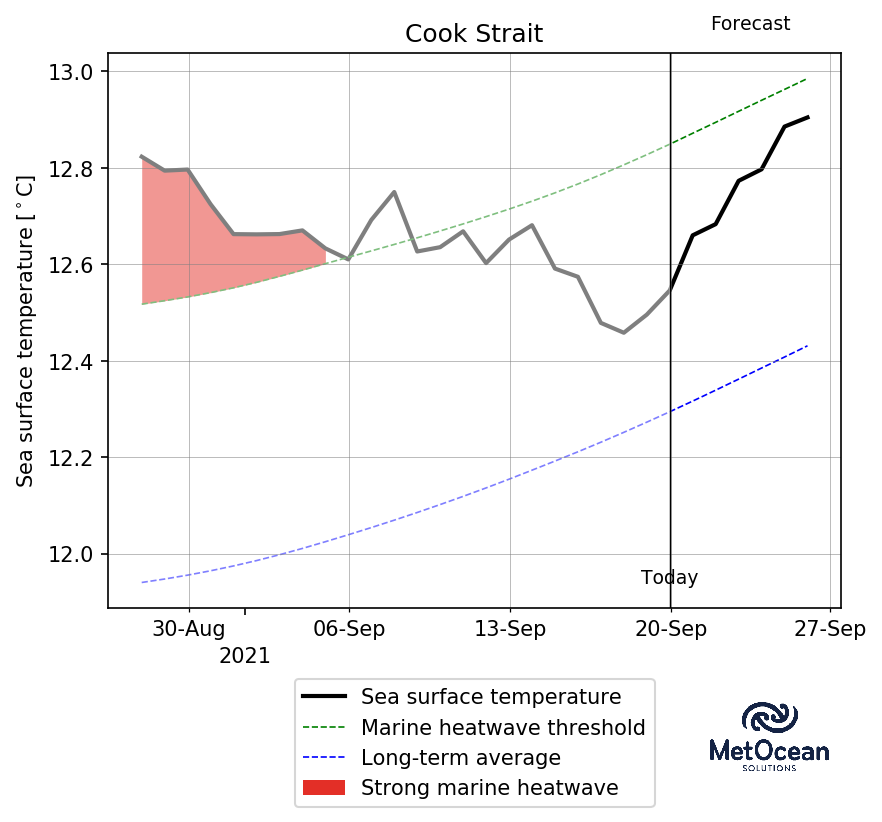 Forecast
Cook Strait
Sea surface temperature [°C]
13.0
12.8
12.6
12.4
12.2
12.0
Today
30-Aug 06-Sep 13-Sep 20-Sep 27-Sep
2021
Sea surface temperature
Marine heatwave threshold
Long-term average
Strong marine heatwave
MetOcean
SOLUTIONS